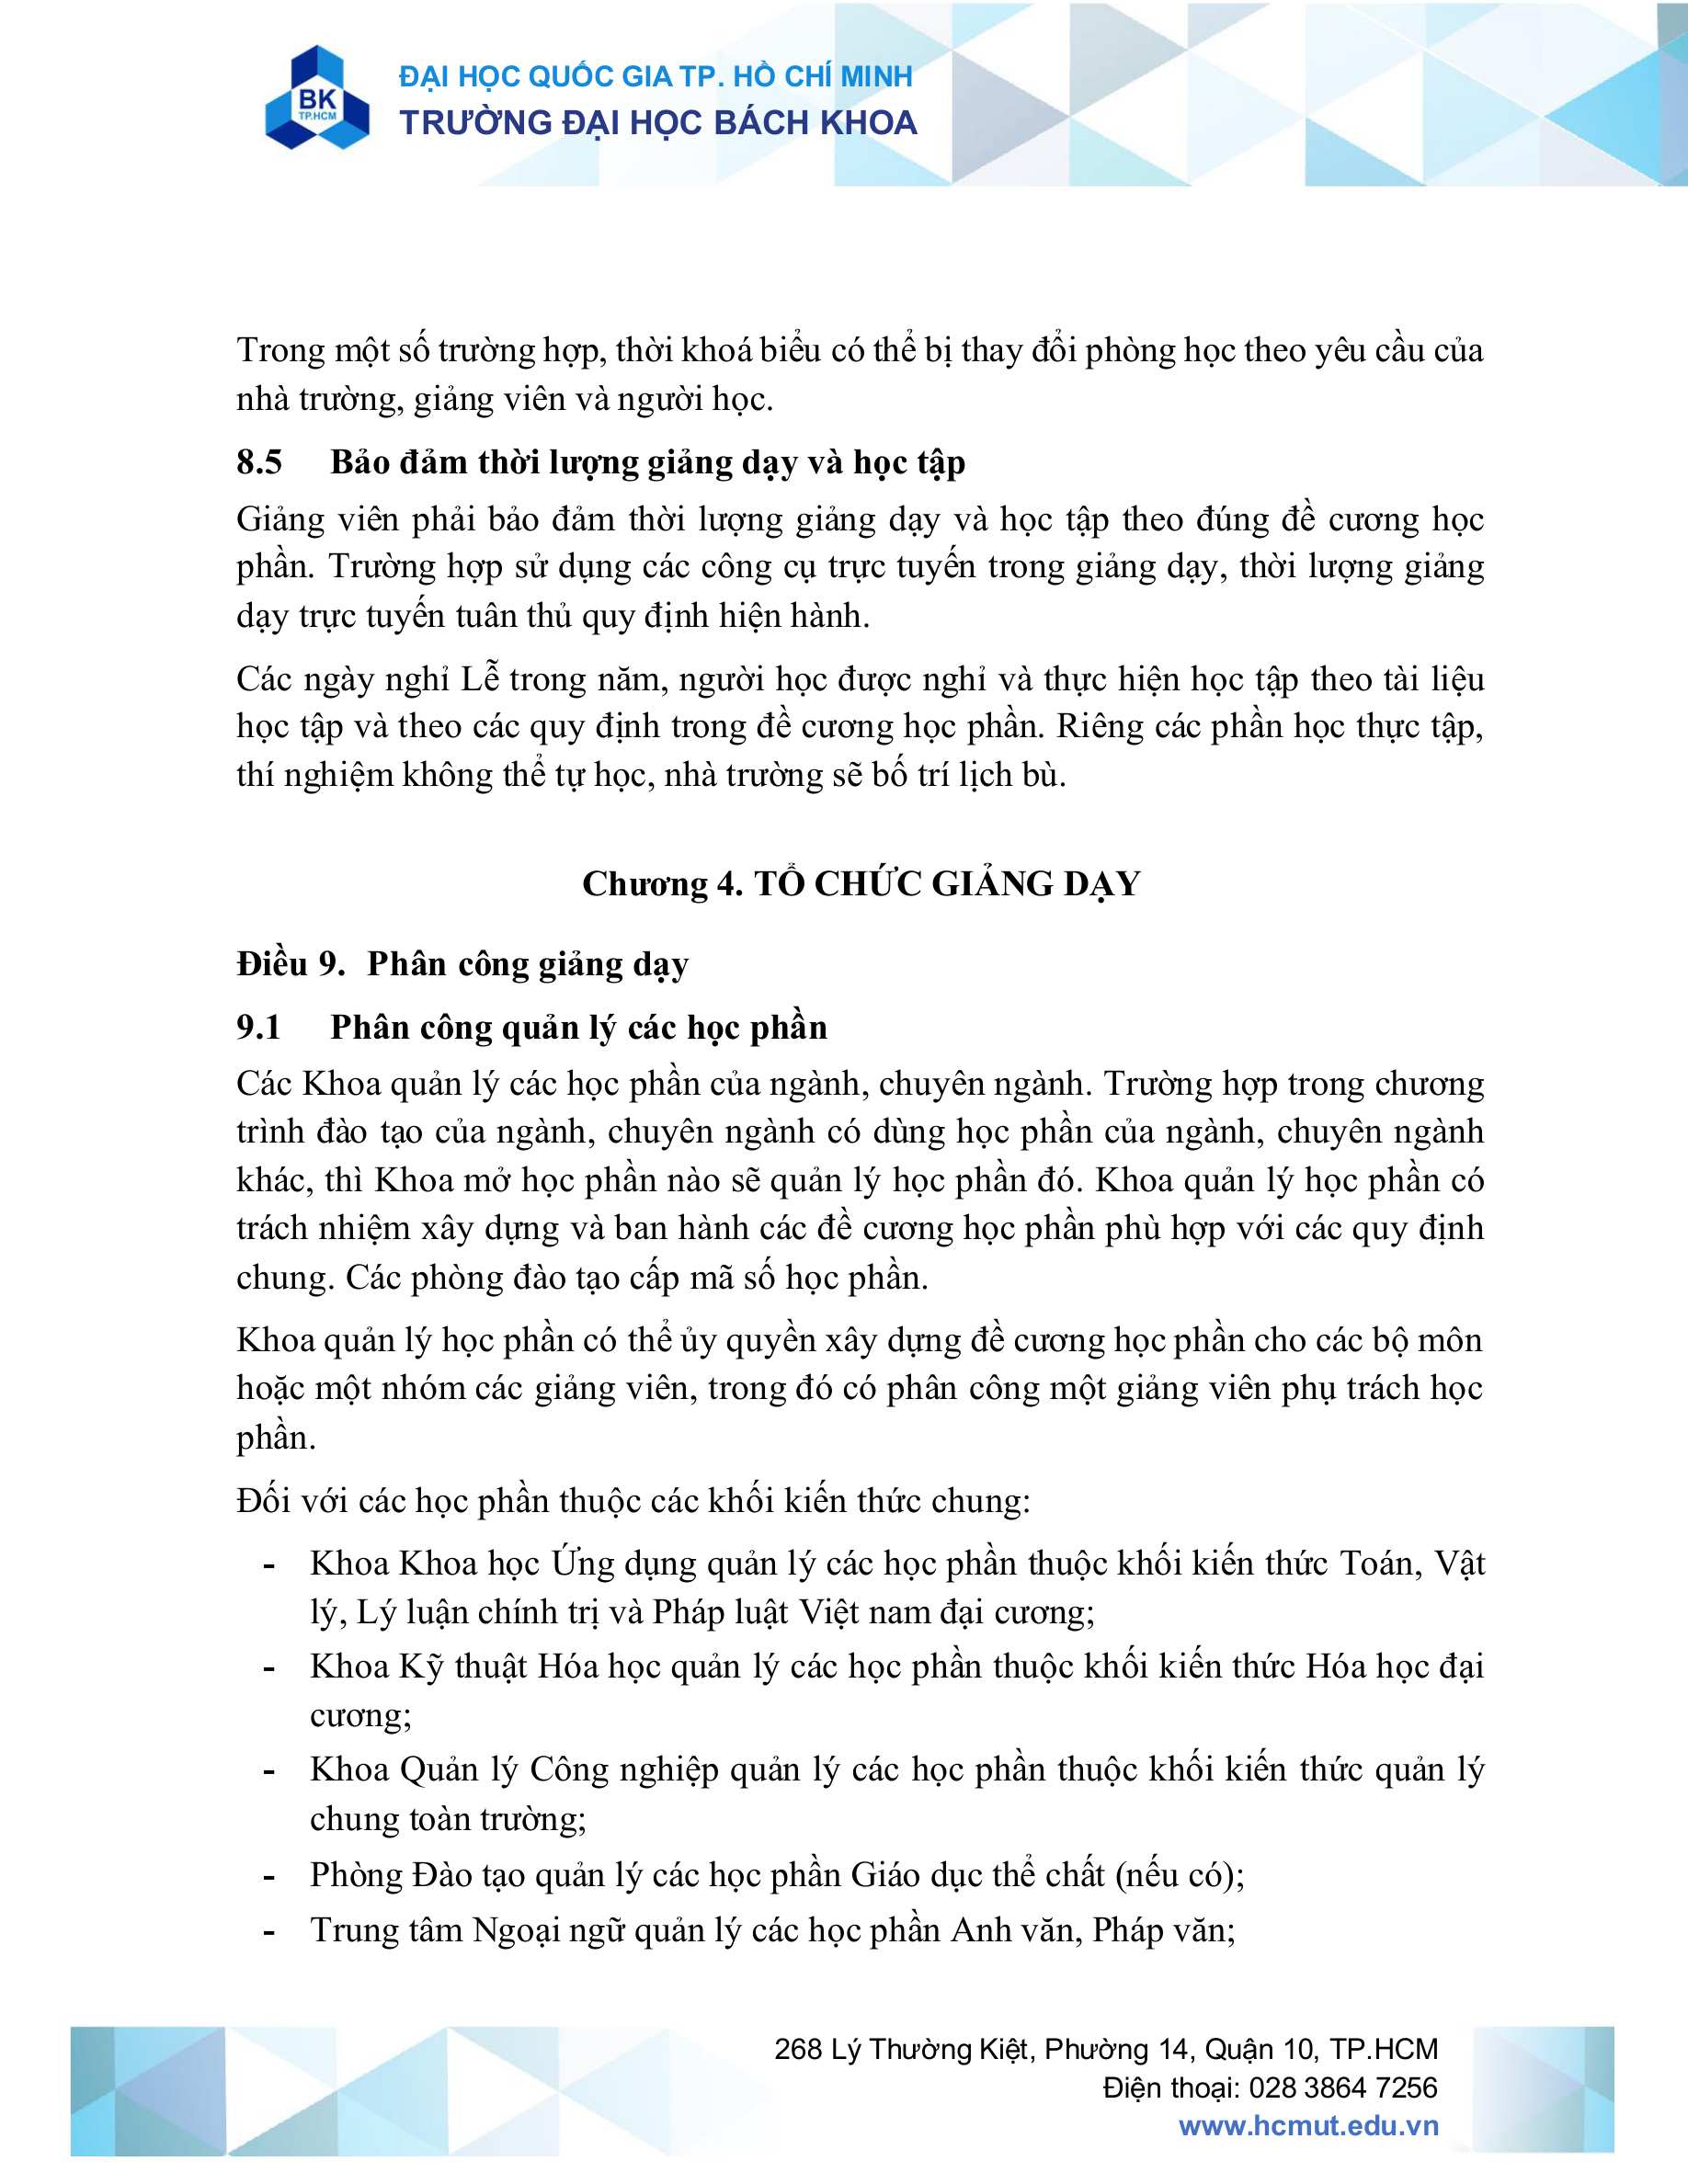 BK
TP.HCM
ĐẠI HỌC QUỐC GIA TP. HỒ CHÍ MINH
TRƯỜNG ĐẠI HỌC BÁCH KHOA
Trong một số trường hợp, thời khoá biểu có thể bị thay đổi phòng học theo yêu cầu của
nhà trường, giảng viên và người học.
8.5 Bảo đảm thời lượng giảng dạy và học tập
Giảng viên phải bảo đảm thời lượng giảng dạy và học tập theo đúng đề cương học
phần. Trường hợp sử dụng các công cụ trực tuyến trong giảng dạy, thời lượng giảng
dạy trực tuyến tuân thủ quy định hiện hành.
Các ngày nghỉ Lễ trong năm, người học được nghỉ và thực hiện học tập theo tài liệu
học tập và theo các quy định trong đề cương học phần. Riêng các phần học thực tập,
thí nghiệm không thể tự học, nhà trường sẽ bố trí lịch bù.
Chương 4. TỔ CHỨC GIẢNG DẠY
Điều 9. Phân công giảng dạy
9.1 Phân công quản lý các học phần
Các Khoa quản lý các học phần của ngành, chuyên ngành. Trường hợp trong chương
trình đào tạo của ngành, chuyên ngành có dùng học phần của ngành, chuyên ngành
khác, thì Khoa mở học phần nào sẽ quản lý học phần đó. Khoa quản lý học phần có
trách nhiệm xây dựng và ban hành các đề cương học phần phù hợp với các quy định
chung. Các phòng đào tạo cấp mã số học phần.
Khoa quản lý học phần có thể ủy quyền xây dựng đề cương học phần cho các bộ môn
hoặc một nhóm các giảng viên, trong đó có phân công một giảng viên phụ trách học
phần.
Đối với các học phần thuộc các khối kiến thức chung:
- Khoa Khoa học Ứng dụng quản lý các học phần thuộc khối kiến thức Toán, Vật
lý, Lý luận chính trị và Pháp luật Việt nam đại cương;
- Khoa Kỹ thuật Hóa học quản lý các học phần thuộc khối kiến thức Hóa học đại
cương;
- Khoa Quản lý Công nghiệp quản lý các học phần thuộc khối kiến thức quản lý
chung toàn trường;
- Phòng Đào tạo quản lý các học phần Giáo dục thể chất (nếu có);
- Trung tâm Ngoại ngữ quản lý các học phần Anh văn, Pháp văn;
268 Lý Thường Kiệt, Phường 14, Quận 10, TP.HCM
Điện thoại: 028 3864 7256
www.hcmut.edu.vn